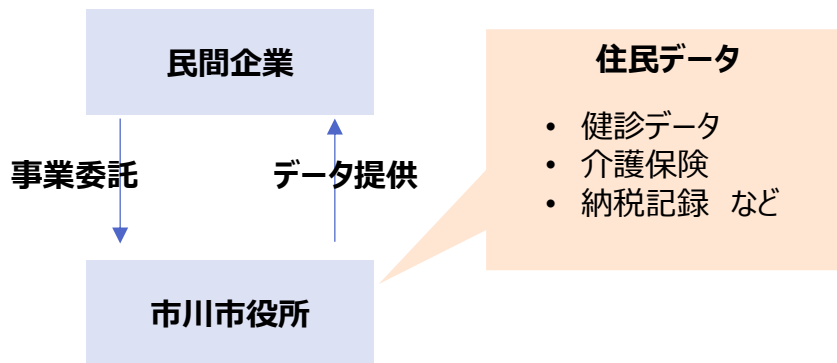 民間企業
事業委託
データ提供
市川市役所
住民データ
• 健診データ
• 介護保険
• 納税記録　など